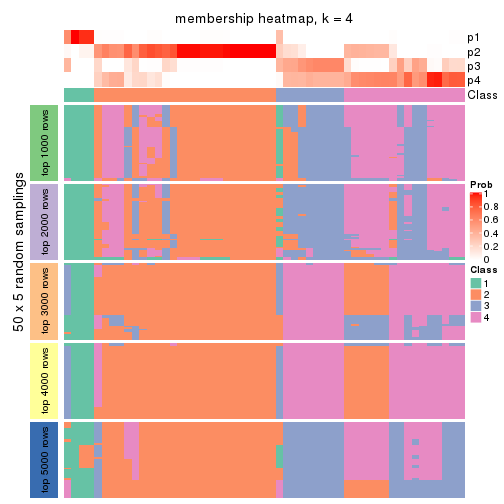 membership heatmap, k = 4
p1
p2
p3
p4
Class
50 x 5 random samplings
top 1000 rows
top 2000 rows
top 3000 rows
top 4000 rows
top 5000 rows
Prob
1
0.8
0.6
0.4
0.2
0
Class
1
2
3
4